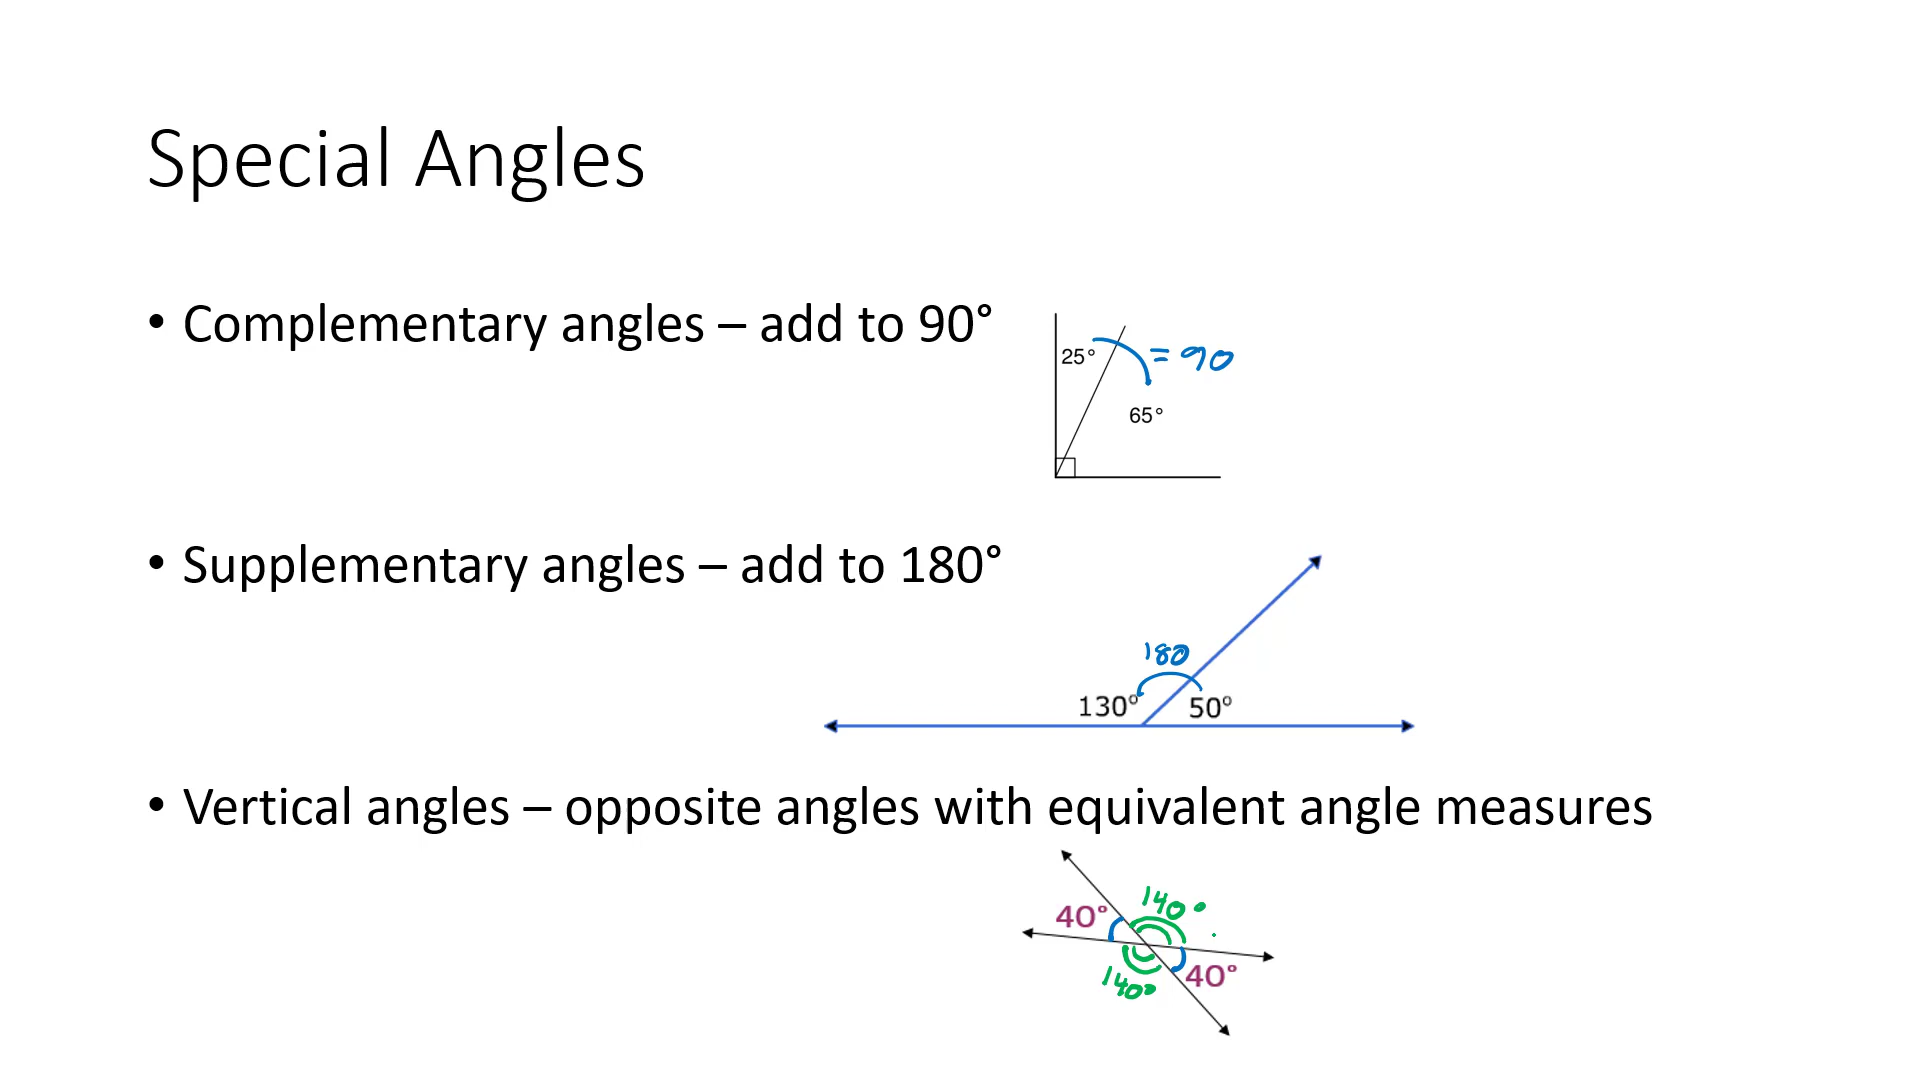 Special Angles
• Complementary angles – add to 90°
25° = 90
65°
• Supplementary angles – add to 180°
180
130° 50°
• Vertical angles – opposite angles with equivalent angle measures
140°
40°
40°
140°